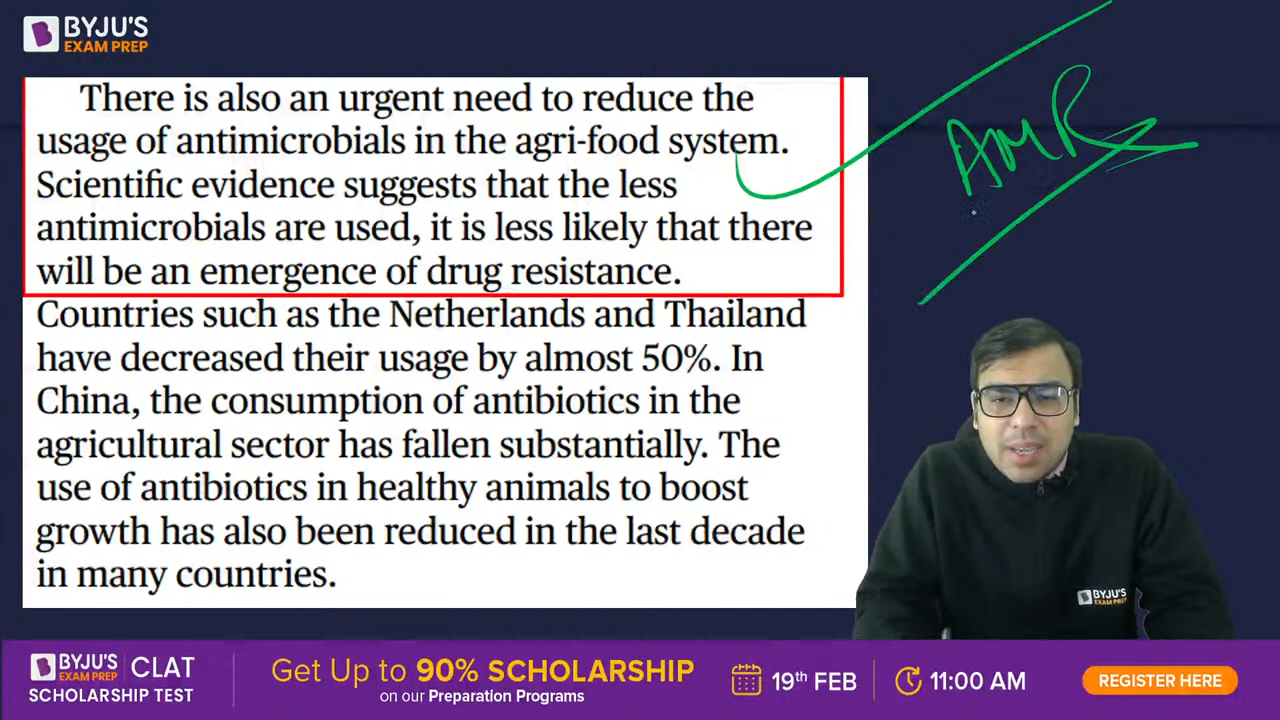 BYJU'S
EXAM PREP
There is also an urgent need to reduce the
usage of antimicrobials in the agri-food system.
Scientific evidence suggests that the less
antimicrobials are used, it is less likely that there
will be an emergence of drug resistance.
Countries such as the Netherlands and Thailand
have decreased their usage by almost 50%. In
China, the consumption of antibiotics in the
agricultural sector has fallen substantially. The
use of antibiotics in healthy animals to boost
growth has also been reduced in the last decade
in many countries.
AMR
BYJU'S
EXAM PREP
BYJU'S
EXAM PREP
CLAT
SCHOLARSHIP TEST
Get Up to 90% SCHOLARSHIP
on our Preparation Programs
19th FEB
11:00 AM
REGISTER HERE